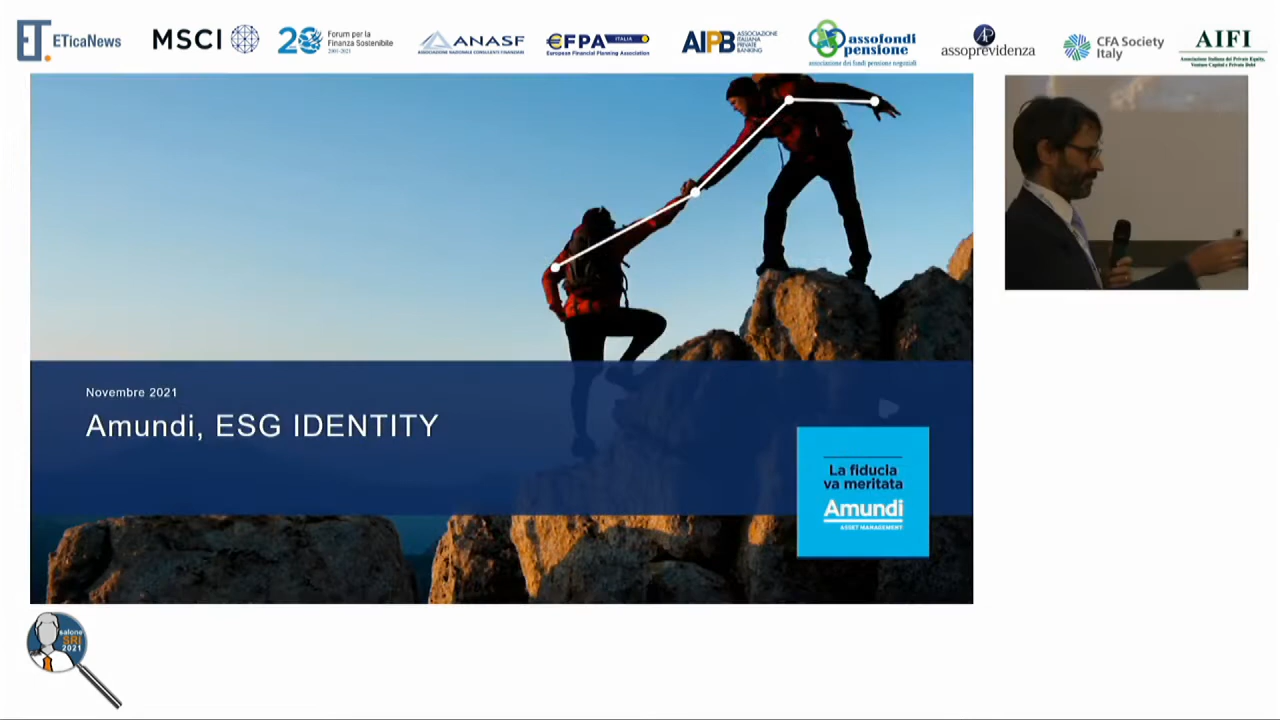 ETicaNews
MSCI
20
Forum per la
Finanza Sostenibile
2001-2021
ANASF
ASSOCIAZIONE NAZIONALE CONSULENTI FINANZIARI
€FPA ITALIA
European Financial Planning Association
AIPB
ASSOCIAZIONE
ITALIANA
PRIVATE
BANKING
assofondi
pensione
associazione dei fondi pensione negoziali
AP
assoprevidenza
CFA Society
Italy
AIFI
Associazione Italiana del Private Equity,
Venture Capital e Private Debt
Novembre 2021
Amundi, ESG IDENTITY
La fiducia
va meritata
Amundi
ASSET MANAGEMENT
salone
SRI
2021